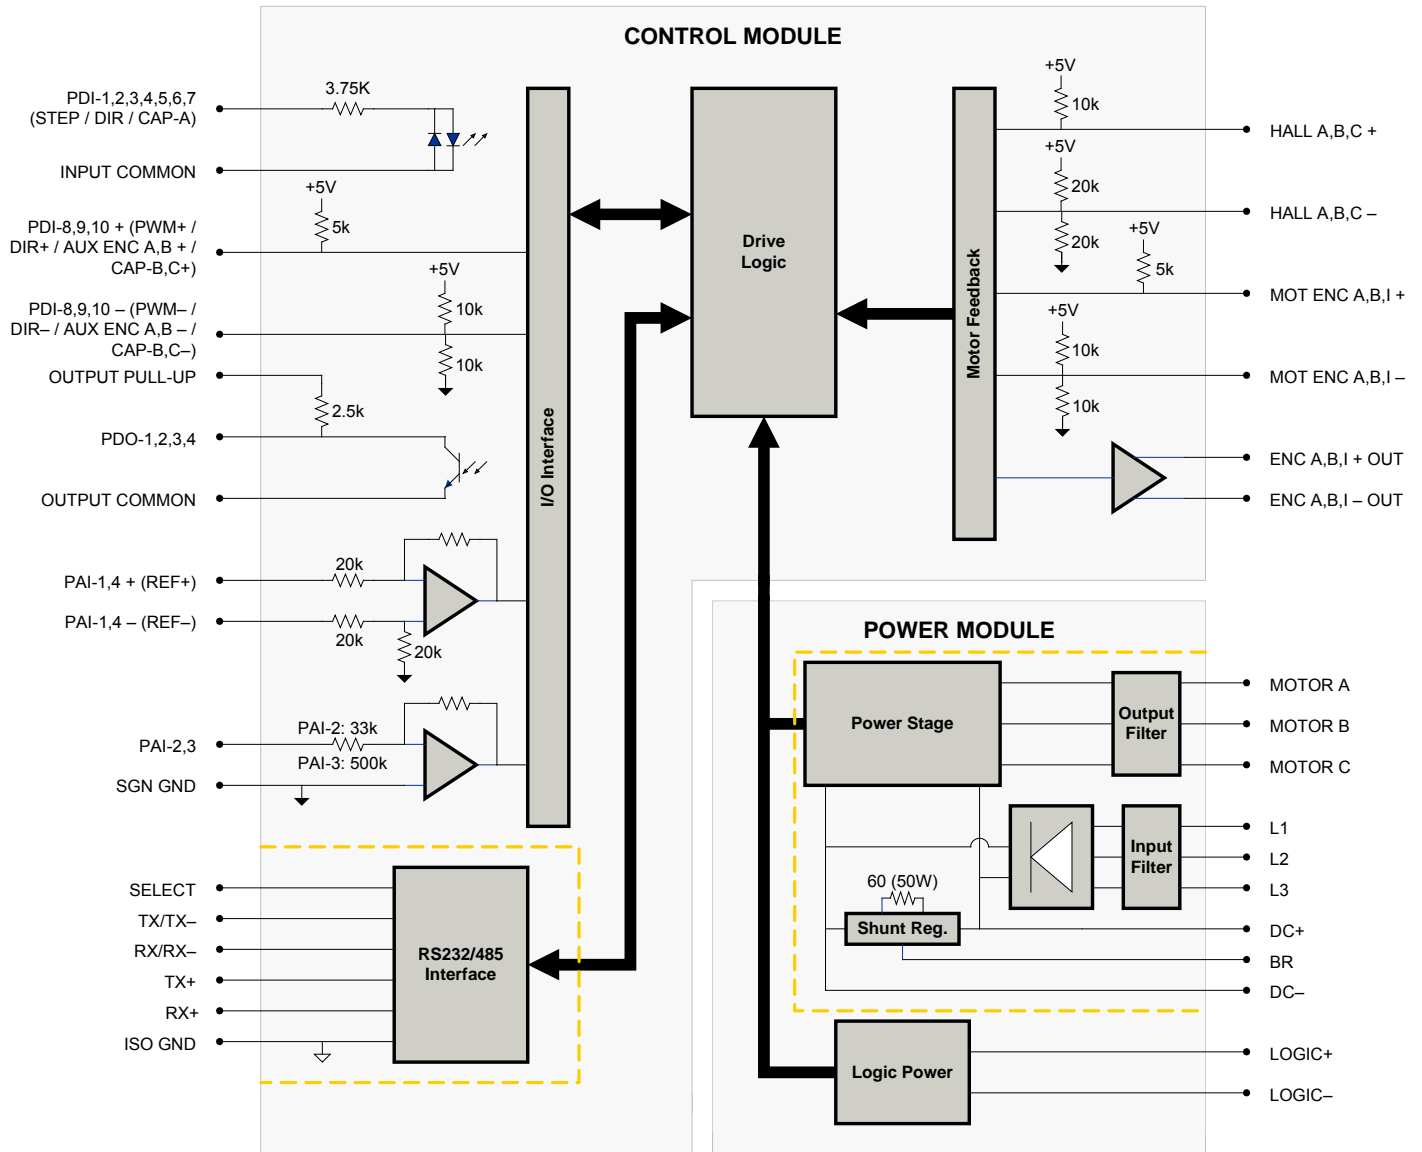 CONTROL MODULE
PDI-1,2,3,4,5,6,7
(STEP / DIR / CAP-A)
3.75K
INPUT COMMON
+5V
5k
PDI-8,9,10 + (PWM+ /
DIR+ / AUX ENC A,B + /
CAP-B,C+)
+5V
10k
10k
PDI-8,9,10 – (PWM– /
DIR– / AUX ENC A,B – /
CAP-B,C–)
OUTPUT PULL-UP
2.5k
PDO-1,2,3,4
OUTPUT COMMON
PAI-1,4 + (REF+)
20k
PAI-1,4 – (REF–)
20k
20k
PAI-2,3
PAI-2: 33k
PAI-3: 500k
SGN GND
I/O Interface
SELECT
TX/TX–
RX/RX–
TX+
RX+
ISO GND
RS232/485
Interface
Drive
Logic
Motor Feedback
+5V
10k
HALL A,B,C +
+5V
20k
HALL A,B,C –
20k
+5V
5k
MOT ENC A,B,I +
+5V
10k
MOT ENC A,B,I –
10k
ENC A,B,I + OUT
ENC A,B,I – OUT
POWER MODULE
Power Stage
Output
Filter
MOTOR A
MOTOR B
MOTOR C
Input
Filter
L1
L2
L3
60 (50W)
Shunt Reg.
DC+
BR
DC–
Logic Power
LOGIC+
LOGIC–